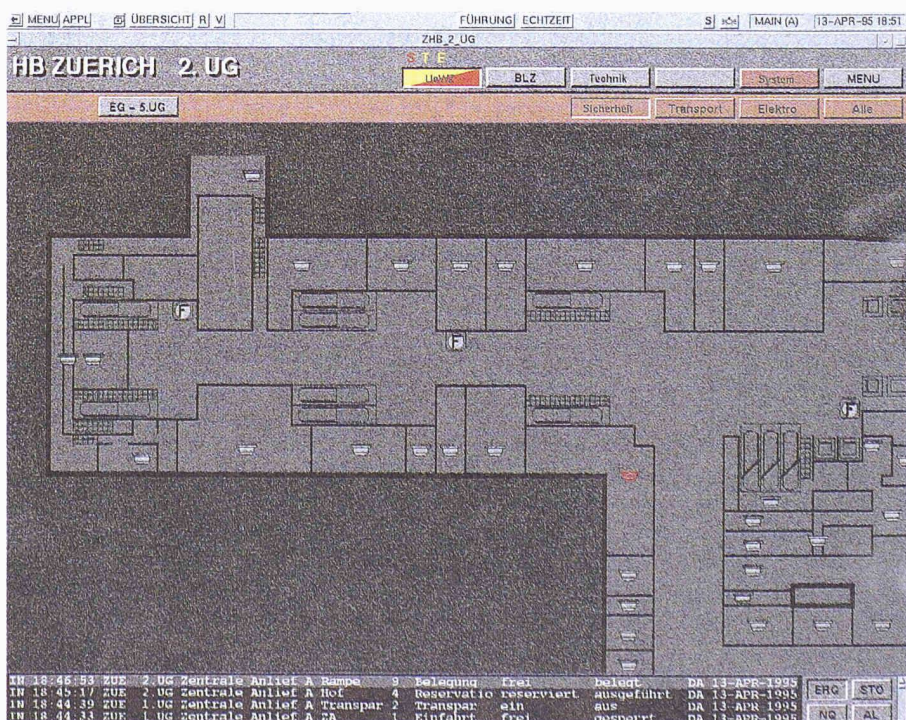 MENU APPL ÜBERSICHT R V FÜHRUNG ECHTZEIT S MAIN (A) 13-APR-95 18:51
ZHB_2_UG
S T E
HB ZUERICH 2. UG
UeWZ BLZ Technik System MENU
EG - 5.UG Sicherheit Transport Elektro Alle
F
F
F
IN 18:46:53 ZUE 2.UG Zentrale Anlief A Rampe 9 Belegung frei belegt DA 13-APR-1995
IN 18:45:17 ZUE 2.UG Zentrale Anlief A Hof 4 Reservatio reserviert ausgeführt DA 13-APR-1995
IN 18:44:39 ZUE 1.UG Zentrale Anlief A Transpar 2 Transpar ein aus DA 13-APR-1995
IN 18:44:33 ZUE 1.UG Zentrale Anlief A ZA 1 Einfahrt frei gesperrt DA 13-APR-1995
ERG STO
NO AL